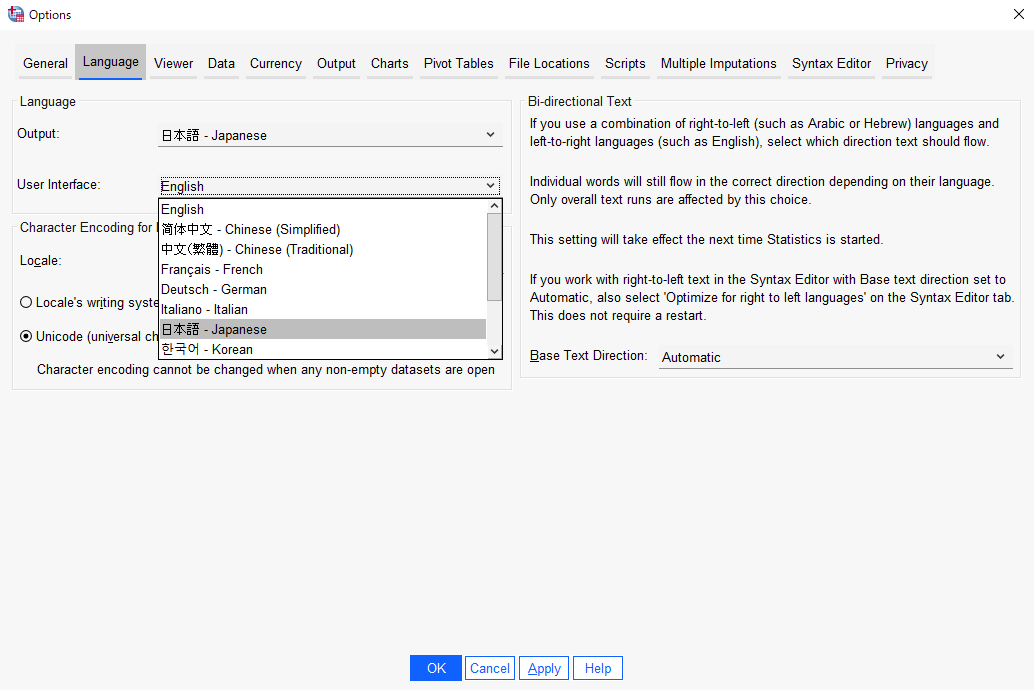 Options
General Language Viewer Data Currency Output Charts Pivot Tables File Locations Scripts Multiple Imputations Syntax Editor Privacy
Language
Output: 日本語 - Japanese
User Interface: English
English
简体中文 - Chinese (Simplified)
中文(繁體) - Chinese (Traditional)
Français - French
Deutsch - German
Italiano - Italian
日本語 - Japanese
한국어 - Korean
Character Encoding for
Locale:
Locale's writing syste
Unicode (universal ch
Character encoding cannot be changed when any non-empty datasets are open
Bi-directional Text
If you use a combination of right-to-left (such as Arabic or Hebrew) languages and
left-to-right languages (such as English), select which direction text should flow.
Individual words will still flow in the correct direction depending on their language.
Only overall text runs are affected by this choice.
This setting will take effect the next time Statistics is started.
If you work with right-to-left text in the Syntax Editor with Base text direction set to
Automatic, also select 'Optimize for right to left languages' on the Syntax Editor tab.
This does not require a restart.
Base Text Direction: Automatic
OK Cancel Apply Help